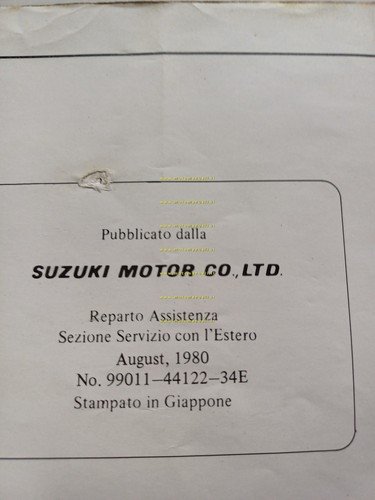 Pubblicato dalla
SUZUKI MOTOR CO., LTD.
Reparto Assistenza
Sezione Servizio con l'Estero
August, 1980
No. 99011-44122-34E
Stampato in Giappone